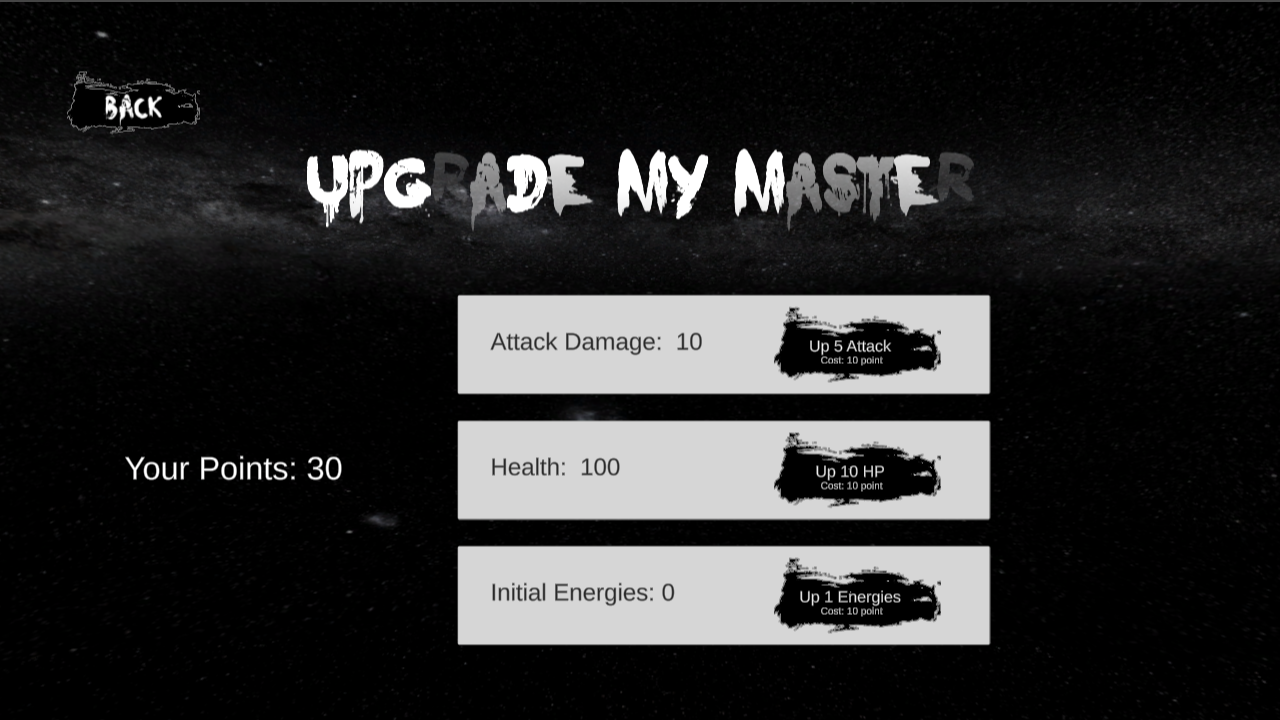 BACK
UPGRADE MY MASTER
Attack Damage: 10
Up 5 Attack
Cost: 10 point
Your Points: 30
Health: 100
Up 10 HP
Cost: 10 point
Initial Energies: 0
Up 1 Energies
Cost: 10 point